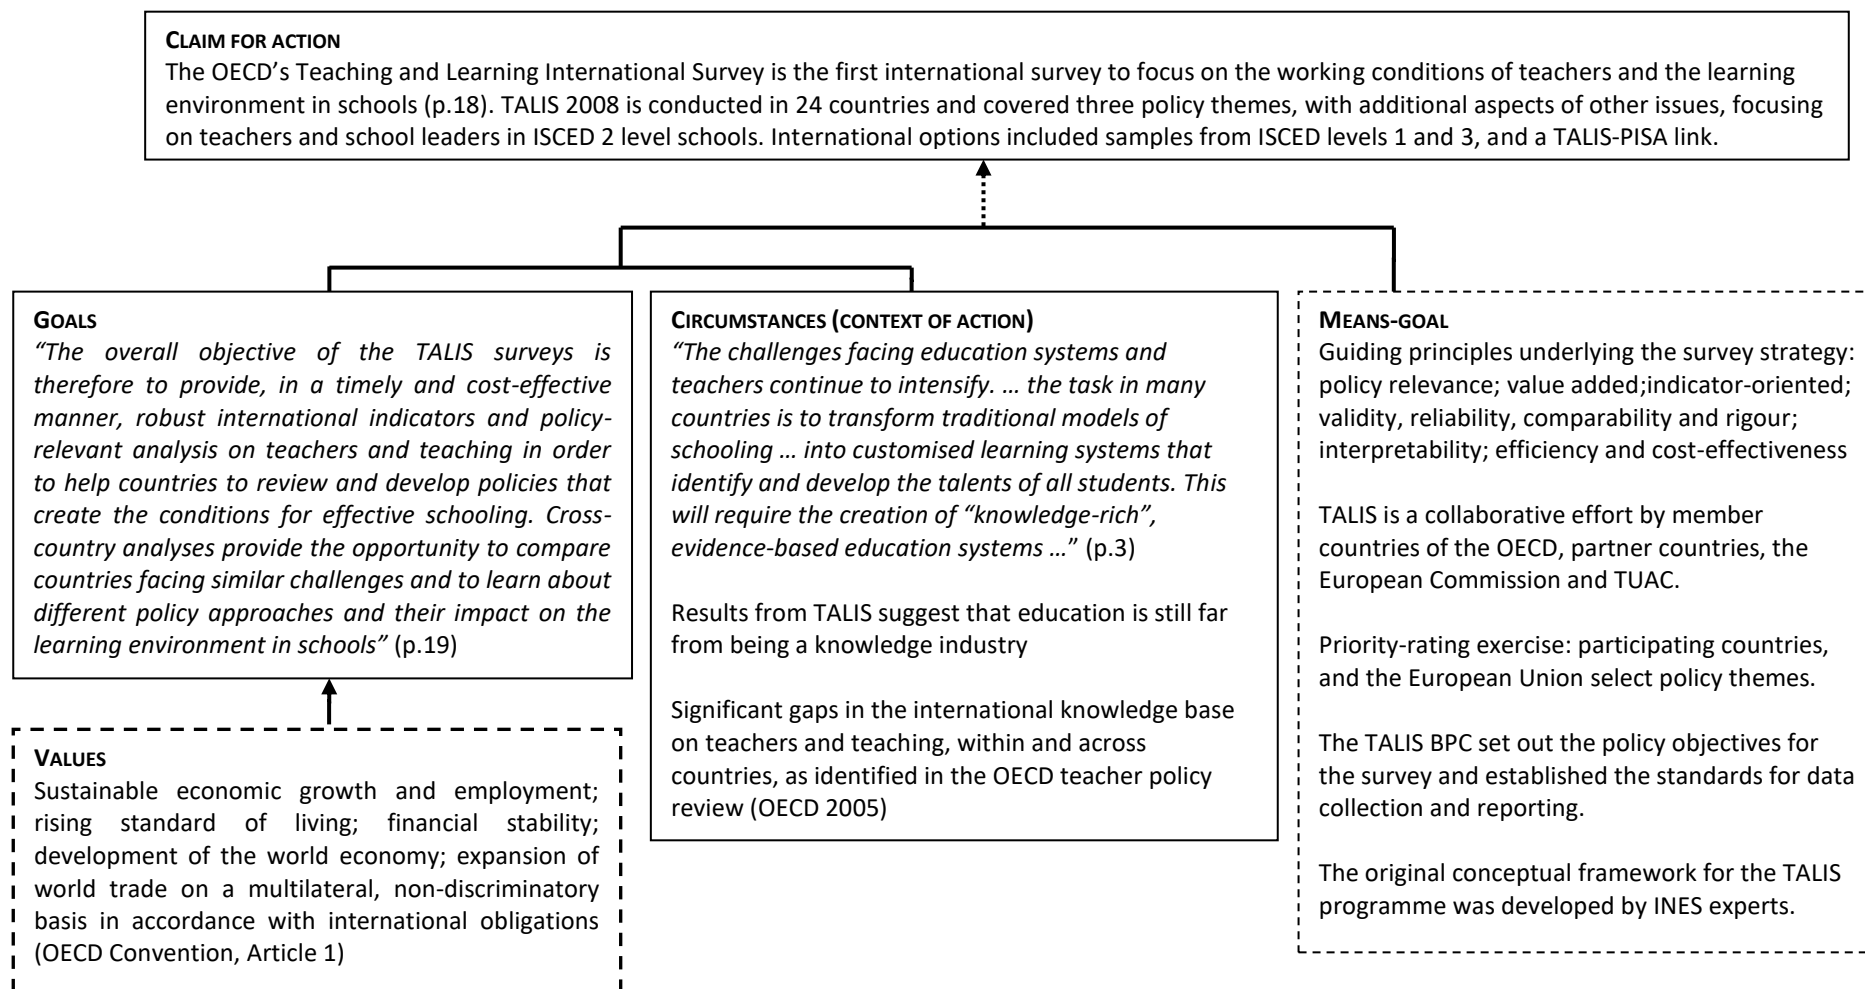 CLAIM FOR ACTION
The OECD’s Teaching and Learning International Survey is the first international survey to focus on the working conditions of teachers and the learning
environment in schools (p.18). TALIS 2008 is conducted in 24 countries and covered three policy themes, with additional aspects of other issues, focusing
on teachers and school leaders in ISCED 2 level schools. International options included samples from ISCED levels 1 and 3, and a TALIS-PISA link.
GOALS
“The overall objective of the TALIS surveys is
therefore to provide, in a timely and cost-effective
manner, robust international indicators and policy-
relevant analysis on teachers and teaching in order
to help countries to review and develop policies that
create the conditions for effective schooling. Cross-
country analyses provide the opportunity to compare
countries facing similar challenges and to learn about
different policy approaches and their impact on the
learning environment in schools” (p.19)
VALUES
Sustainable economic growth and employment;
rising standard of living; financial stability;
development of the world economy; expansion of
world trade on a multilateral, non-discriminatory
basis in accordance with international obligations
(OECD Convention, Article 1)
CIRCUMSTANCES (CONTEXT OF ACTION)
“The challenges facing education systems and
teachers continue to intensify. … the task in many
countries is to transform traditional models of
schooling … into customised learning systems that
identify and develop the talents of all students. This
will require the creation of “knowledge-rich”,
evidence-based education systems …” (p.3)
Results from TALIS suggest that education is still far
from being a knowledge industry
Significant gaps in the international knowledge base
on teachers and teaching, within and across
countries, as identified in the OECD teacher policy
review (OECD 2005)
MEANS-GOAL
Guiding principles underlying the survey strategy:
policy relevance; value added;indicator-oriented;
validity, reliability, comparability and rigour;
interpretability; efficiency and cost-effectiveness
TALIS is a collaborative effort by member
countries of the OECD, partner countries, the
European Commission and TUAC.
Priority-rating exercise: participating countries,
and the European Union select policy themes.
The TALIS BPC set out the policy objectives for
the survey and established the standards for data
collection and reporting.
The original conceptual framework for the TALIS
programme was developed by INES experts.